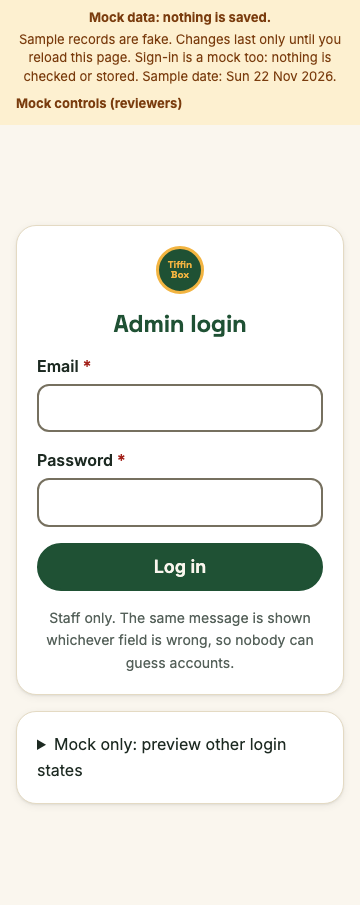 Mock data: nothing is saved.
Sample records are fake. Changes last only until you
reload this page. Sign-in is a mock too: nothing is
checked or stored. Sample date: Sun 22 Nov 2026.
Mock controls (reviewers)
Tiffin
Box
Admin login
Email *
Password *
Log in
Staff only. The same message is shown
whichever field is wrong, so nobody can
guess accounts.
Mock only: preview other login
states